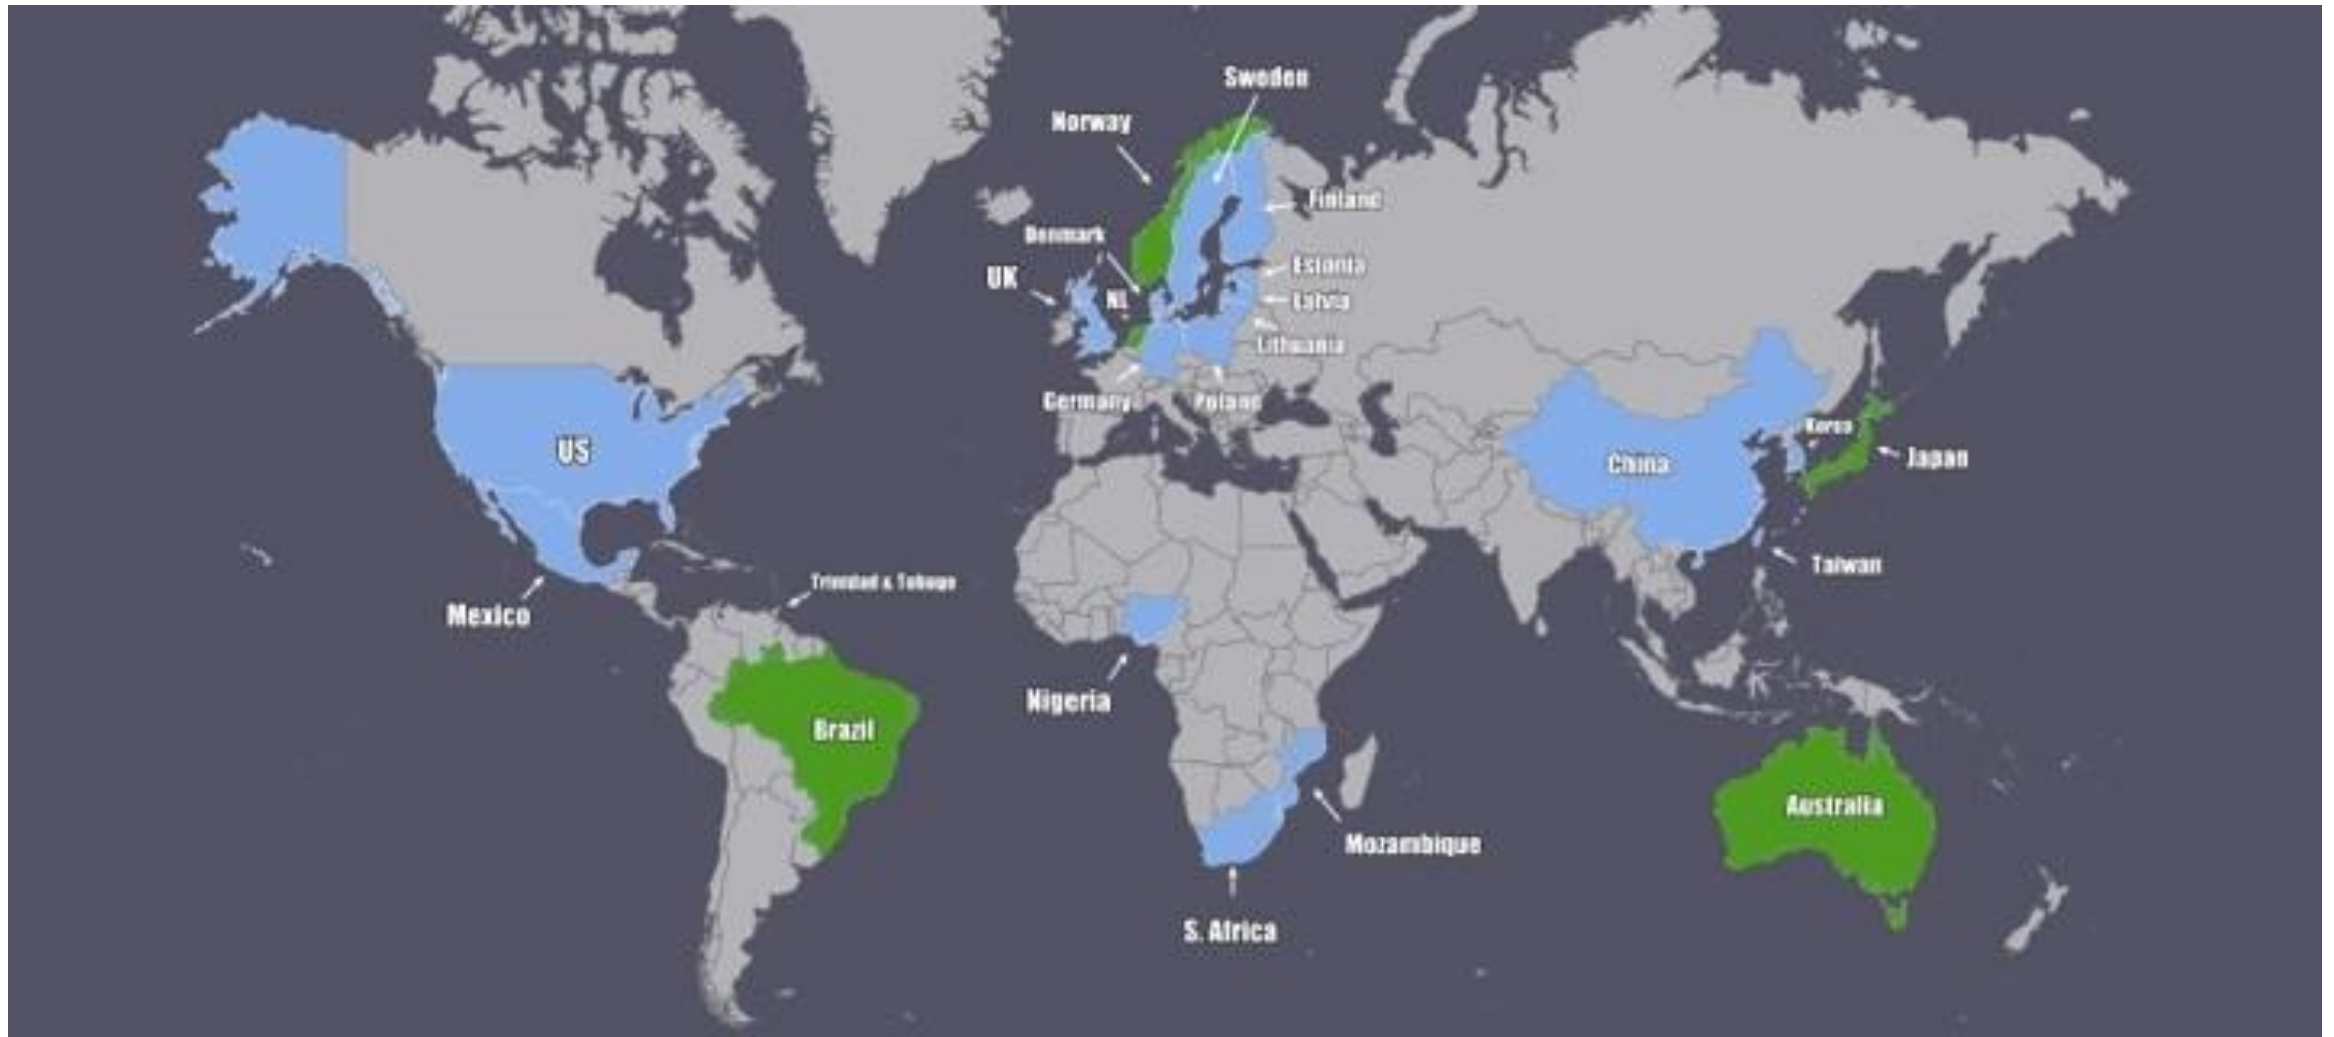 Sweden
Norway
Finland
Denmark
Estonia
UK
NL
Latvia
Lithuania
Germany
Poland
US
China
Korea
Japan
Taiwan
Trinidad & Tobago
Mexico
Nigeria
Brazil
Australia
Mozambique
S. Africa